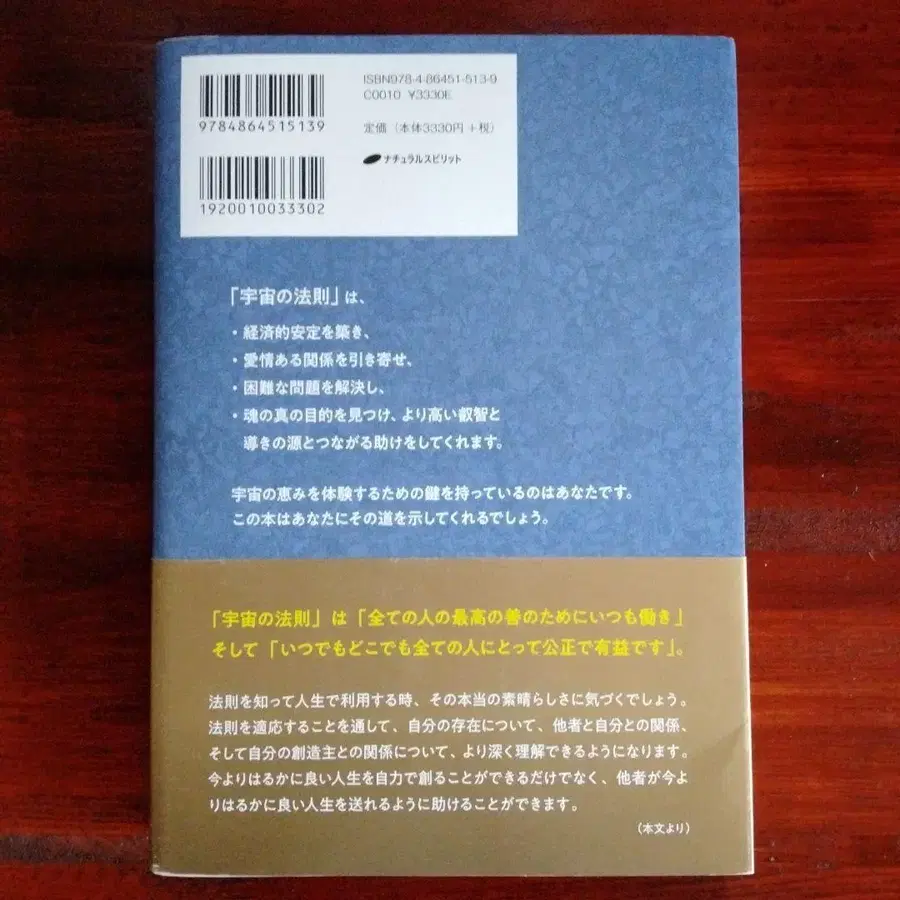 ISBN978-4-86451-513-9
C0010 ¥3330E
9784864515139
定価（本体3330円＋税）
ナチュラルスピリット
1920010033302
「宇宙の法則」は、
・経済的安定を築き、
・愛情ある関係を引き寄せ、
・困難な問題を解決し、
・魂の真の目的を見つけ、より高い叡智と
導きの源とつながる助けをしてくれます。
宇宙の恵みを体験するための鍵を持っているのはあなたです。
この本はあなたにその道を示してくれるでしょう。
「宇宙の法則」は「全ての人の最高の善のためにいつも働き」
そして「いつでもどこでも全ての人にとって公正で有益です」。
法則を知って人生で利用する時、その本当の素晴らしさに気づくでしょう。
法則を適応することを通して、自分の存在について、他者と自分との関係、
そして自分の創造主との関係について、より深く理解できるようになります。
今よりはるかに良い人生を自力で創ることができるだけでなく、他者が今よ
りはるかに良い人生を送れるように助けることができます。
（本文より）